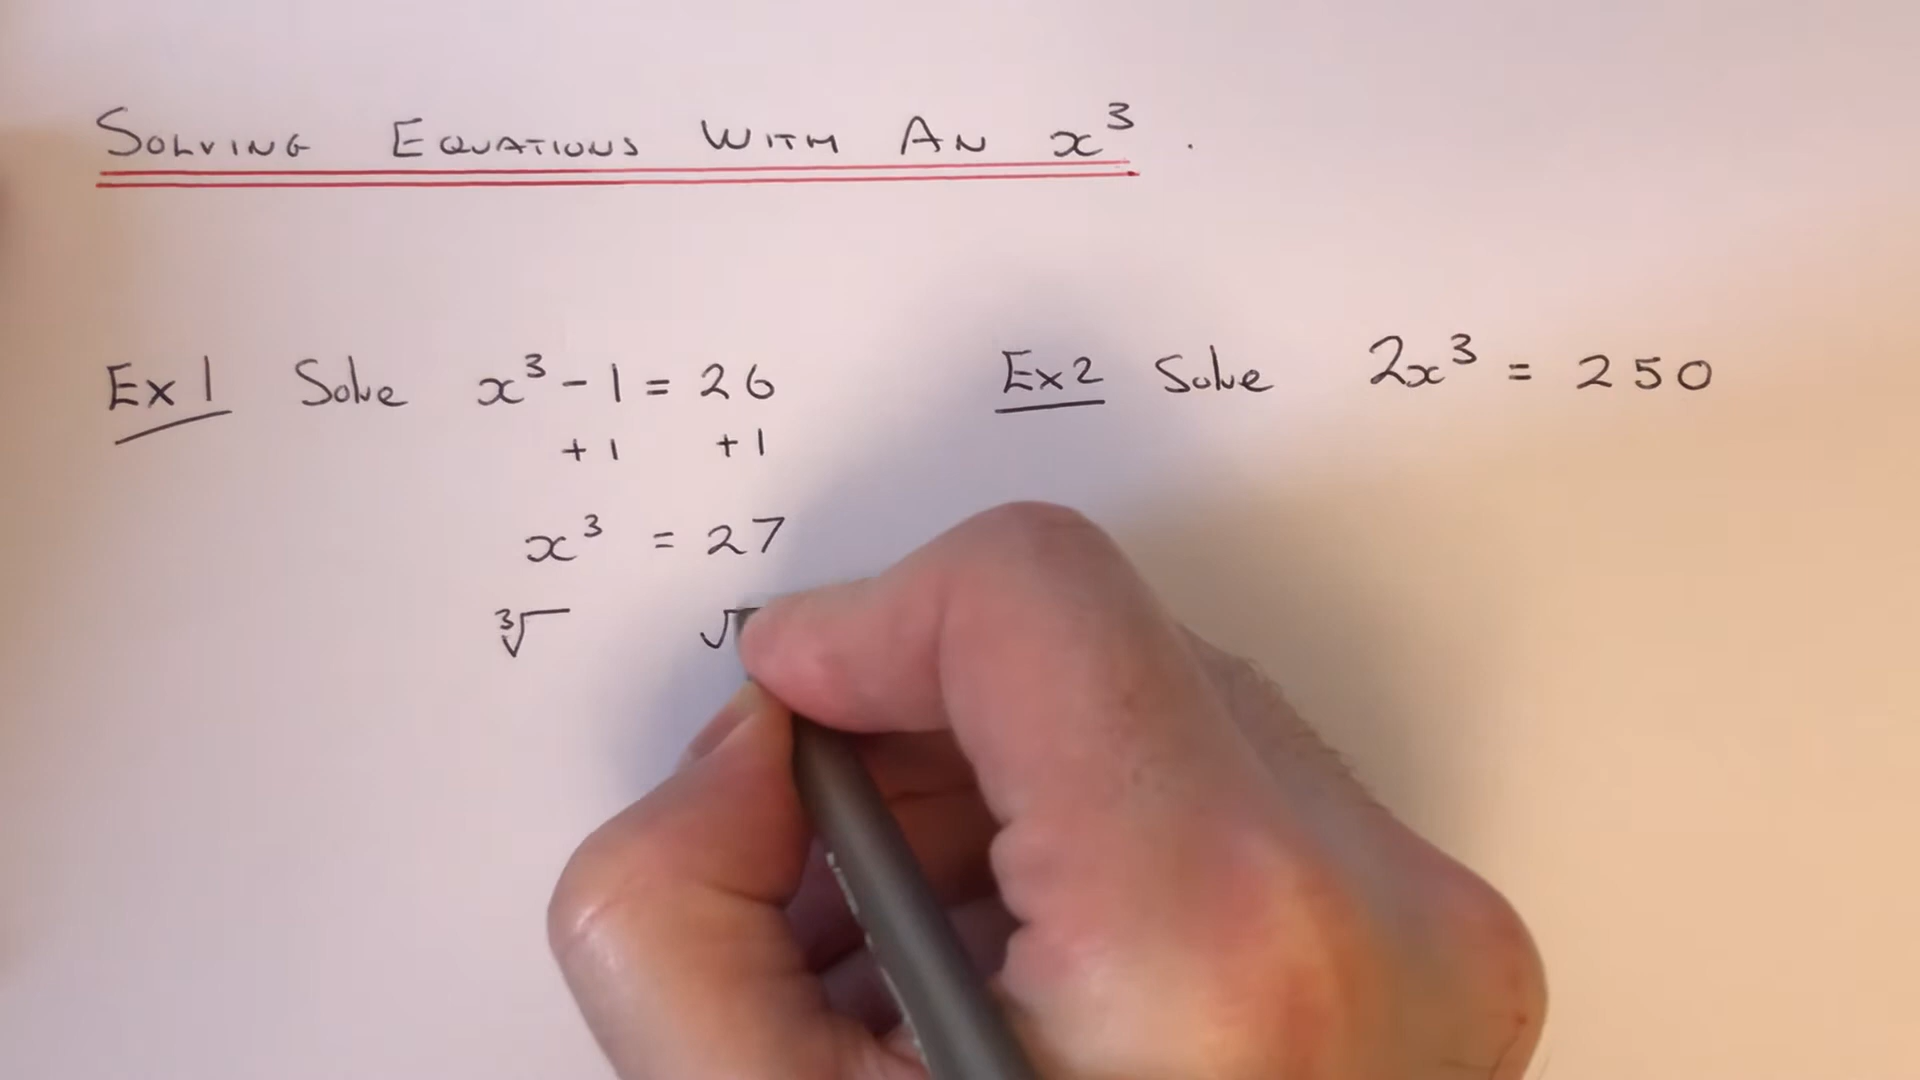 SOLVING EQUATIONS WITH AN x³.
Ex 1 Solve x³ - 1 = 26
+ 1 + 1
x³ = 27
³√ √
Ex 2 Solve 2x³ = 250